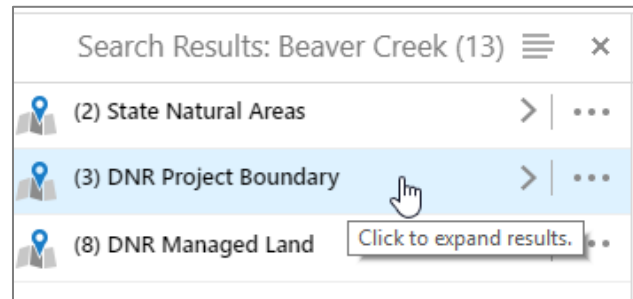 Search Results: Beaver Creek (13)
(2) State Natural Areas
(3) DNR Project Boundary
(8) DNR Managed Land
Click to expand results.